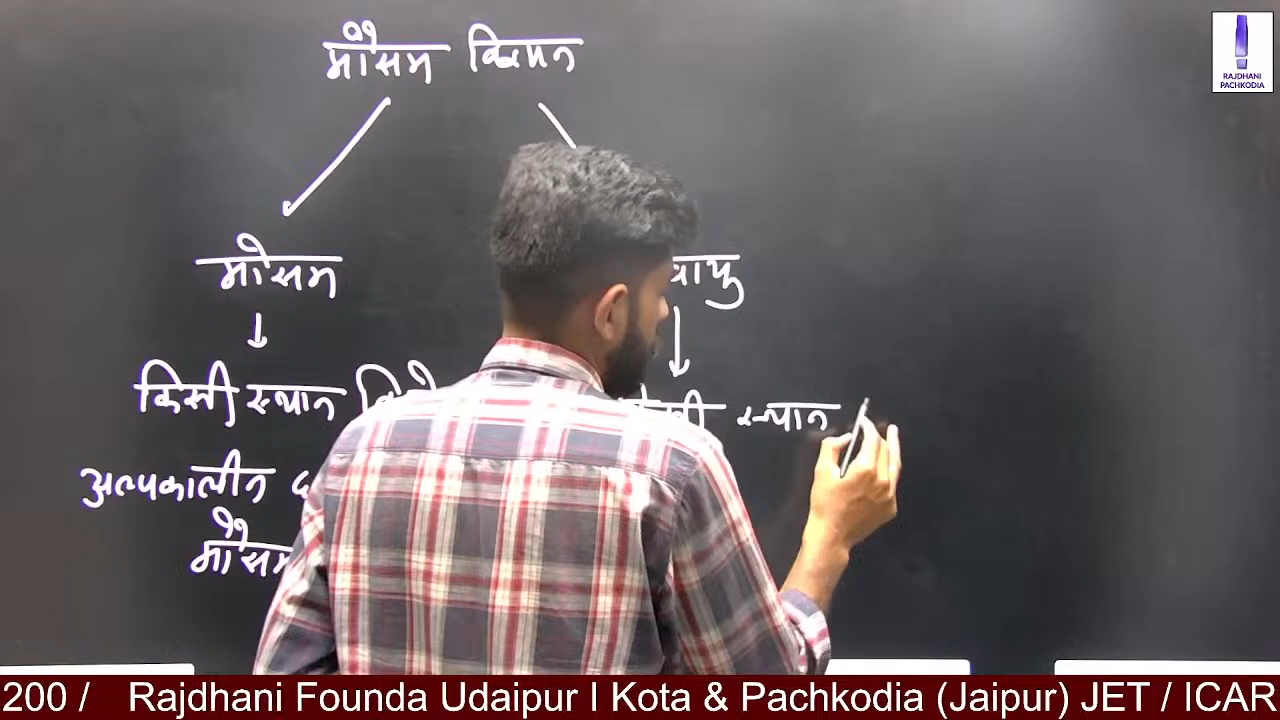 मौसम विज्ञान
मौसम
जलवायु
किसी स्थान
स्थान
अल्पकालीन
मौसम
RAJDHANI
PACHKODIA
200 / Rajdhani Founda Udaipur I Kota & Pachkodia (Jaipur) JET / ICAR